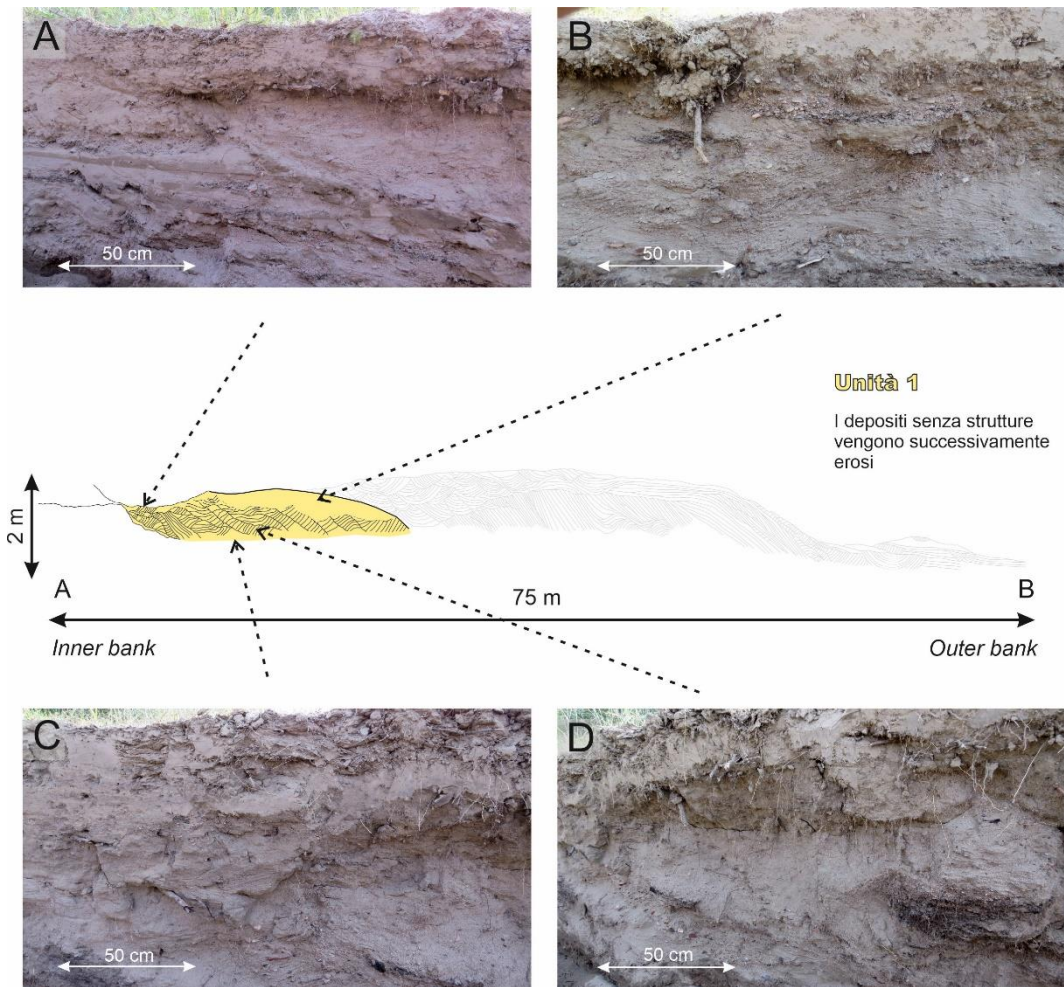 A
50 cm
B
50 cm
Unità 1
I depositi senza strutture
vengono successivamente
erosi
2 m
A
75 m
B
Inner bank
Outer bank
C
50 cm
D
50 cm